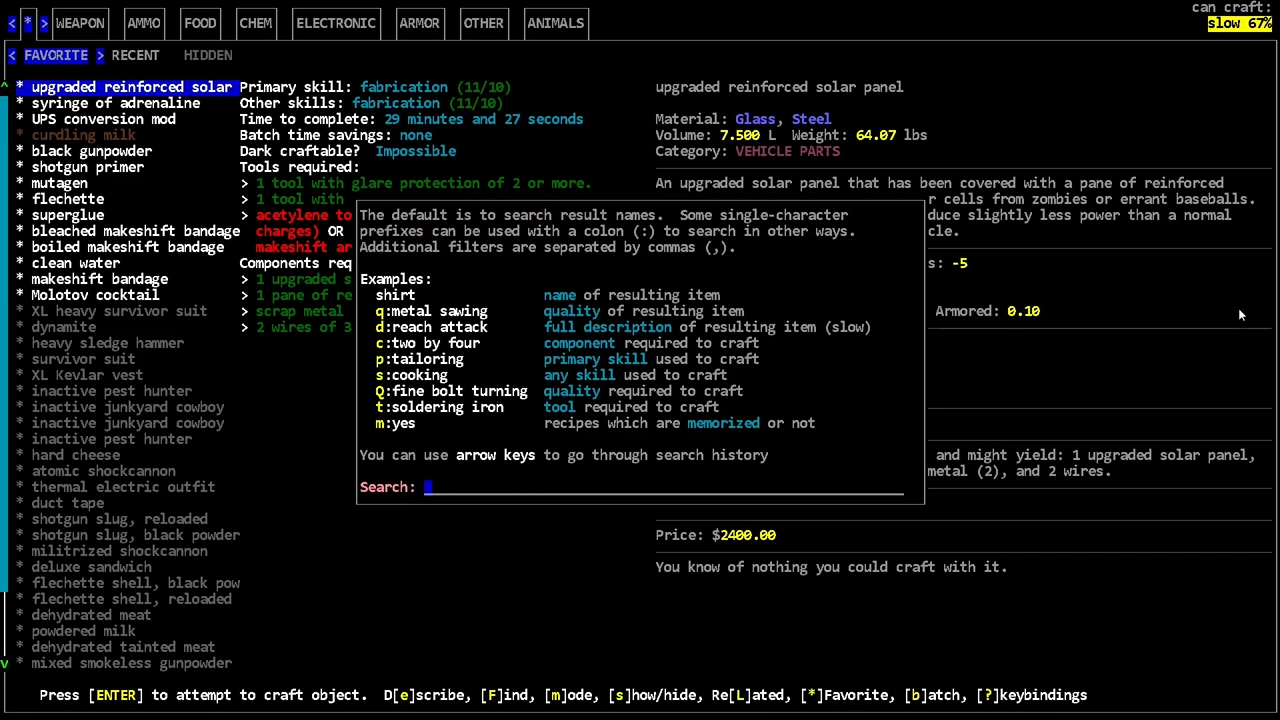 can craft:
< * > WEAPON AMMO FOOD CHEM ELECTRONIC ARMOR OTHER ANIMALS slow 67%
< FAVORITE > RECENT HIDDEN
* upgraded reinforced solar Primary skill: fabrication (11/10) upgraded reinforced solar panel
* syringe of adrenaline Other skills: fabrication (11/10)
* UPS conversion mod Time to complete: 29 minutes and 27 seconds Material: Glass, Steel
* curdling milk Batch time savings: none Volume: 7.500 L Weight: 64.07 lbs
* black gunpowder Dark craftable? Impossible Category: VEHICLE PARTS
* shotgun primer Tools required:
* mutagen > 1 tool with glare protection of 2 or more. An upgraded solar panel that has been covered with a pane of reinforced
* flechette > 1 tool with r cells from zombies or errant baseballs.
* superglue > acetylene to The default is to search result names. Some single-character duce slightly less power than a normal
* bleached makeshift bandage charges) OR prefixes can be used with a colon (:) to search in other ways. cle.
* boiled makeshift bandage makeshift ar Additional filters are separated by commas (,).
* clean water Components req s: -5
* makeshift bandage > 1 upgraded s Examples:
* Molotov cocktail > 1 pane of re shirt name of resulting item
* XL heavy survivor suit > scrap metal q:metal sawing quality of resulting item Armored: 0.10
* dynamite > 2 wires of 3 d:reach attack full description of resulting item (slow)
* heavy sledge hammer c:two by four component required to craft
* survivor suit p:tailoring primary skill used to craft
* XL Kevlar vest s:cooking any skill used to craft
* inactive pest hunter Q:fine bolt turning quality required to craft
* inactive junkyard cowboy t:soldering iron tool required to craft
* inactive junkyard cowboy m:yes recipes which are memorized or not
* inactive pest hunter
* hard cheese You can use arrow keys to go through search history and might yield: 1 upgraded solar panel,
* atomic shockcannon metal (2), and 2 wires.
* thermal electric outfit Search:
* duct tape
* shotgun slug, reloaded
* shotgun slug, black powder Price: $2400.00
* militrized shockcannon
* deluxe sandwich You know of nothing you could craft with it.
* flechette shell, black pow
* flechette shell, reloaded
* dehydrated meat
* powdered milk
* dehydrated tainted meat
v * mixed smokeless gunpowder
Press [ENTER] to attempt to craft object. D[e]scribe, [F]ind, [m]ode, [s]how/hide, Re[L]ated, [*]Favorite, [b]atch, [?]keybindings